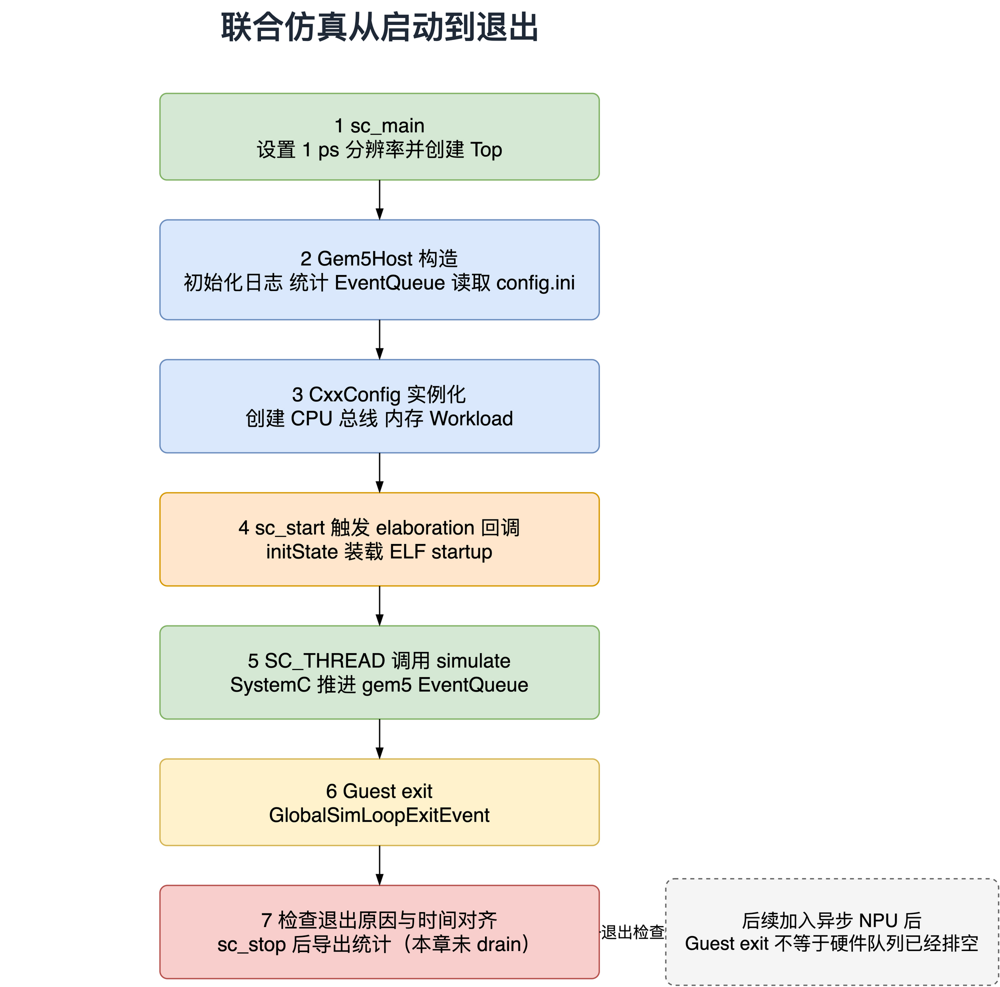 联合仿真从启动到退出
1 sc_main
设置 1 ps 分辨率并创建 Top
2 Gem5Host 构造
初始化日志 统计 EventQueue 读取 config.ini
3 CxxConfig 实例化
创建 CPU 总线 内存 Workload
4 sc_start 触发 elaboration 回调
initState 装载 ELF startup
5 SC_THREAD 调用 simulate
SystemC 推进 gem5 EventQueue
6 Guest exit
GlobalSimLoopExitEvent
7 检查退出原因与时间对齐
sc_stop 后导出统计（本章未 drain）
退出检查
后续加入异步 NPU 后
Guest exit 不等于硬件队列已经排空